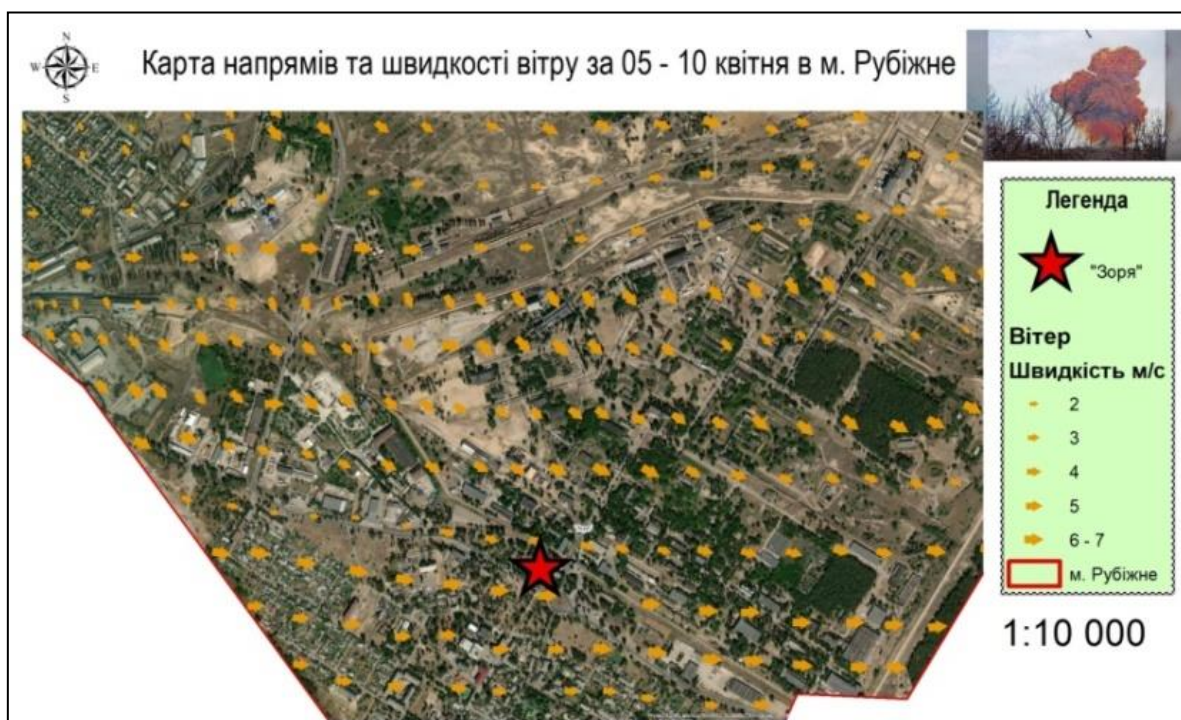 N
W E
S
Карта напрямів та швидкості вітру за 05 - 10 квітня в м. Рубіжне
Легенда
"Зоря"
Вітер
Швидкість м/с
2
3
4
5
6 - 7
м. Рубіжне
1:10 000